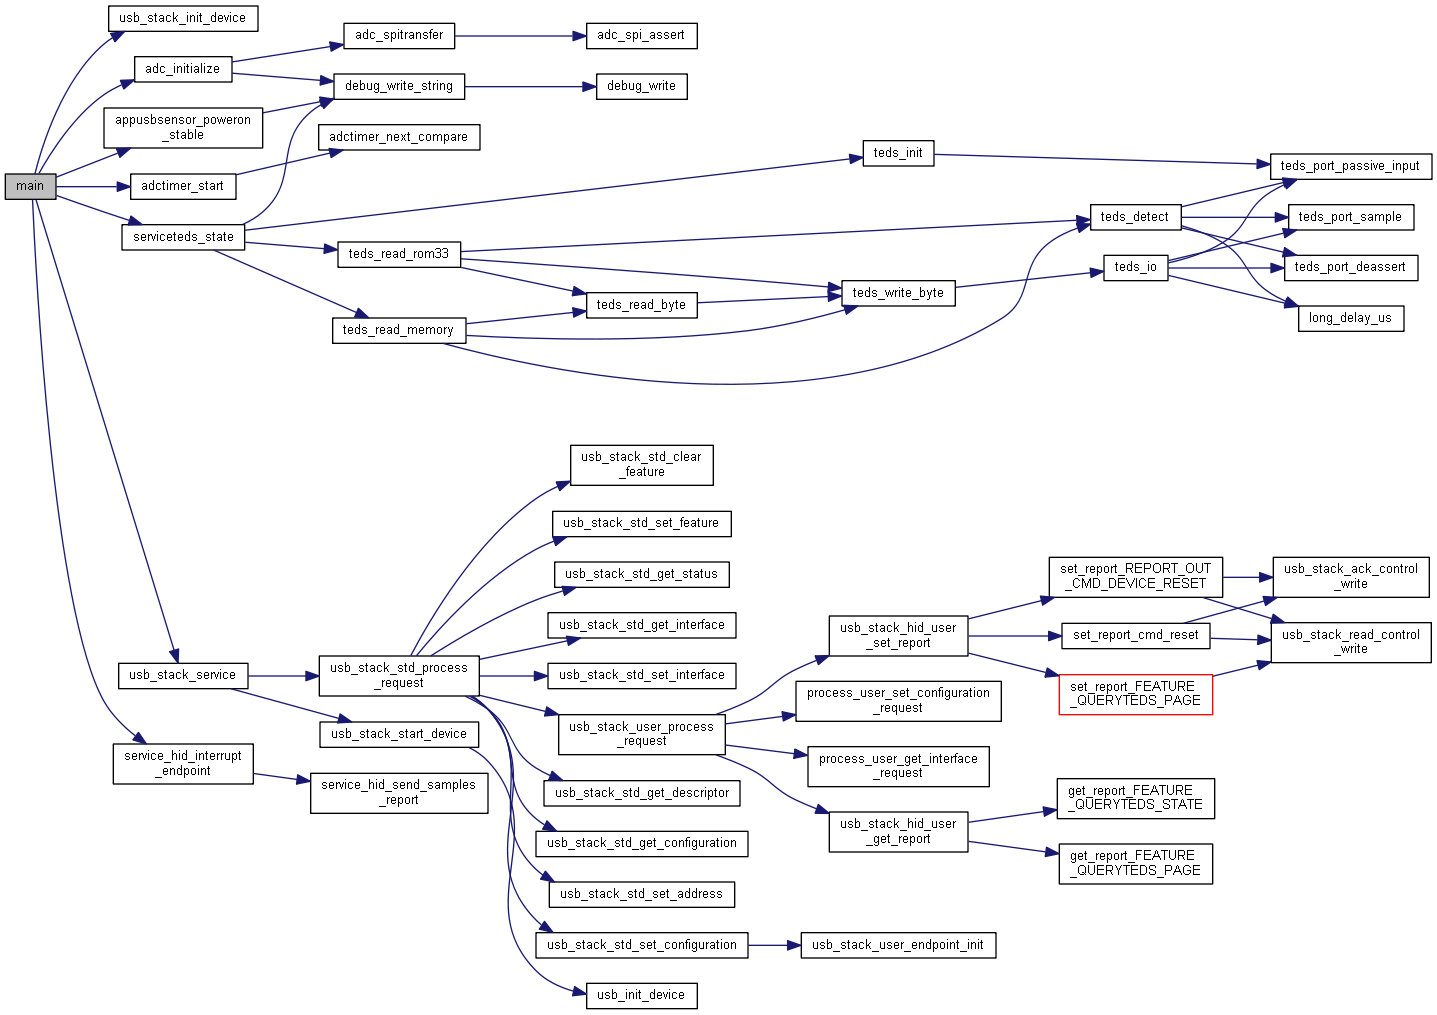 main
usb_stack_init_device
adc_initialize
appusbsensor_poweron
_stable
adctimer_start
serviceteds_state
usb_stack_service
service_hid_interrupt
_endpoint
adc_spitransfer
debug_write_string
adctimer_next_compare
teds_read_rom33
teds_read_memory
usb_stack_std_process
_request
usb_stack_start_device
service_hid_send_samples
_report
adc_spi_assert
debug_write
teds_read_byte
usb_stack_std_clear
_feature
usb_stack_std_set_feature
usb_stack_std_get_status
usb_stack_std_get_interface
usb_stack_std_set_interface
usb_stack_user_process
_request
usb_stack_std_get_descriptor
usb_stack_std_get_configuration
usb_stack_std_set_address
usb_stack_std_set_configuration
usb_init_device
teds_init
teds_write_byte
usb_stack_hid_user
_set_report
process_user_set_configuration
_request
process_user_get_interface
_request
usb_stack_hid_user
_get_report
usb_stack_user_endpoint_init
teds_detect
teds_io
set_report_REPORT_OUT
_CMD_DEVICE_RESET
set_report_cmd_reset
set_report_FEATURE
_QUERYTEDS_PAGE
get_report_FEATURE
_QUERYTEDS_STATE
get_report_FEATURE
_QUERYTEDS_PAGE
teds_port_passive_input
teds_port_sample
teds_port_deassert
long_delay_us
usb_stack_ack_control
_write
usb_stack_read_control
_write